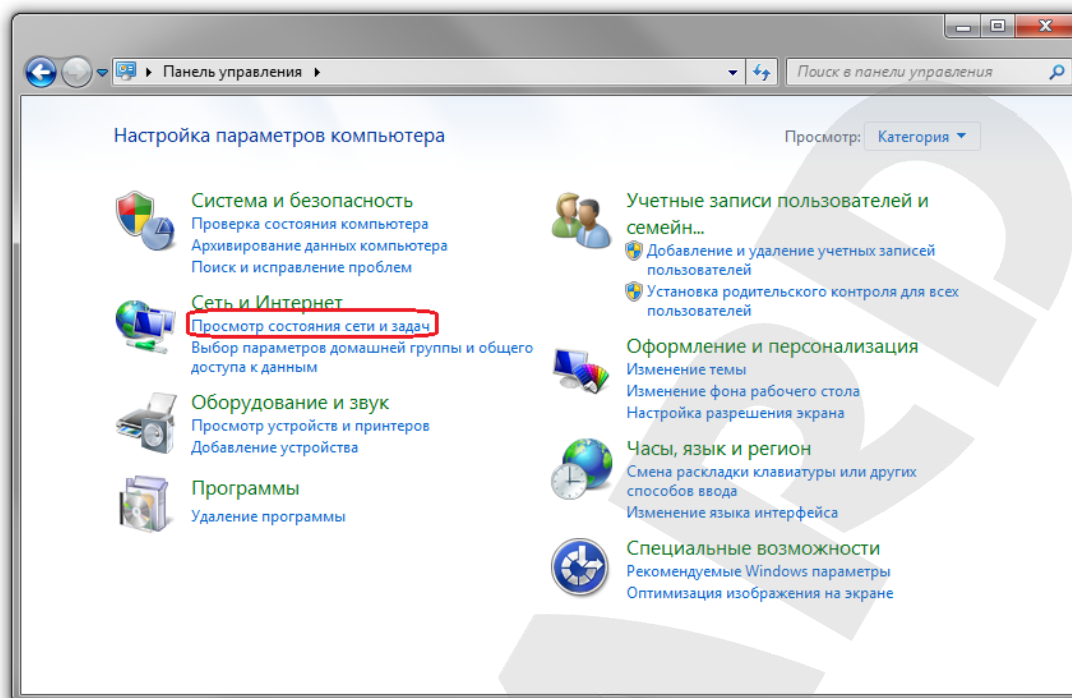 Панель управления
Поиск в панели управления
Настройка параметров компьютера
Просмотр: Категория
Система и безопасность
Проверка состояния компьютера
Архивирование данных компьютера
Поиск и исправление проблем
Сеть и Интернет
Просмотр состояния сети и задач
Выбор параметров домашней группы и общего
доступа к данным
Оборудование и звук
Просмотр устройств и принтеров
Добавление устройства
Программы
Удаление программы
Учетные записи пользователей и
семейн...
Добавление и удаление учетных записей
пользователей
Установка родительского контроля для всех
пользователей
Оформление и персонализация
Изменение темы
Изменение фона рабочего стола
Настройка разрешения экрана
Часы, язык и регион
Смена раскладки клавиатуры или других
способов ввода
Изменение языка интерфейса
Специальные возможности
Рекомендуемые Windows параметры
Оптимизация изображения на экране